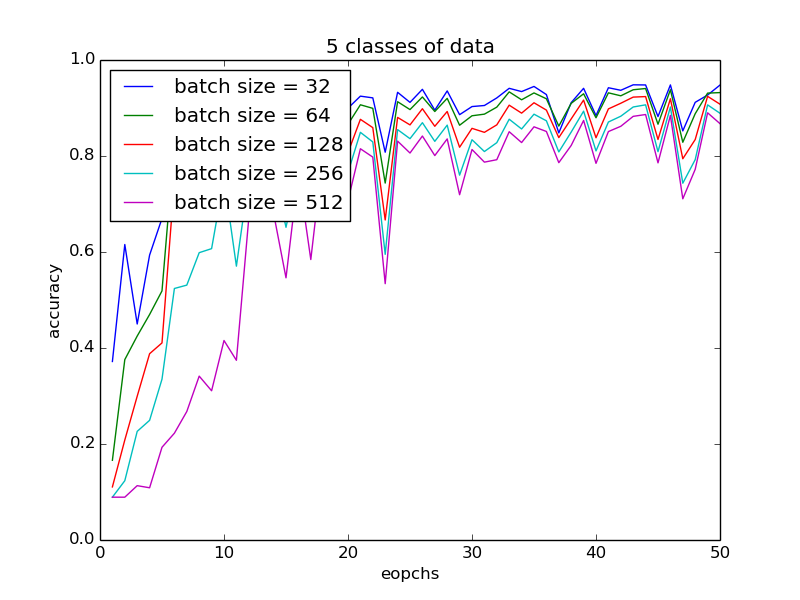 5 classes of data
1.0
batch size = 32
batch size = 64
batch size = 128
batch size = 256
batch size = 512
0.8
0.6
accuracy
0.4
0.2
0.0
0 10 20 30 40 50
eopchs